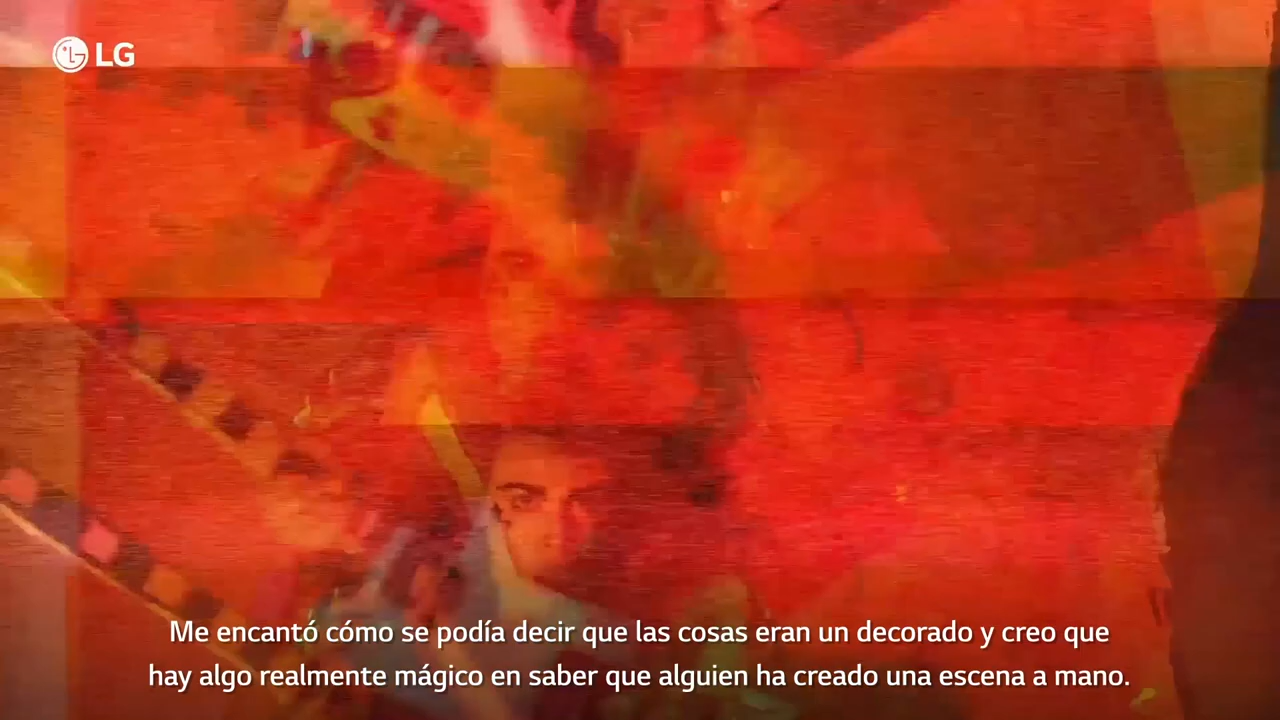 LG
Me encantó cómo se podía decir que las cosas eran un decorado y creo que
hay algo realmente mágico en saber que alguien ha creado una escena a mano.